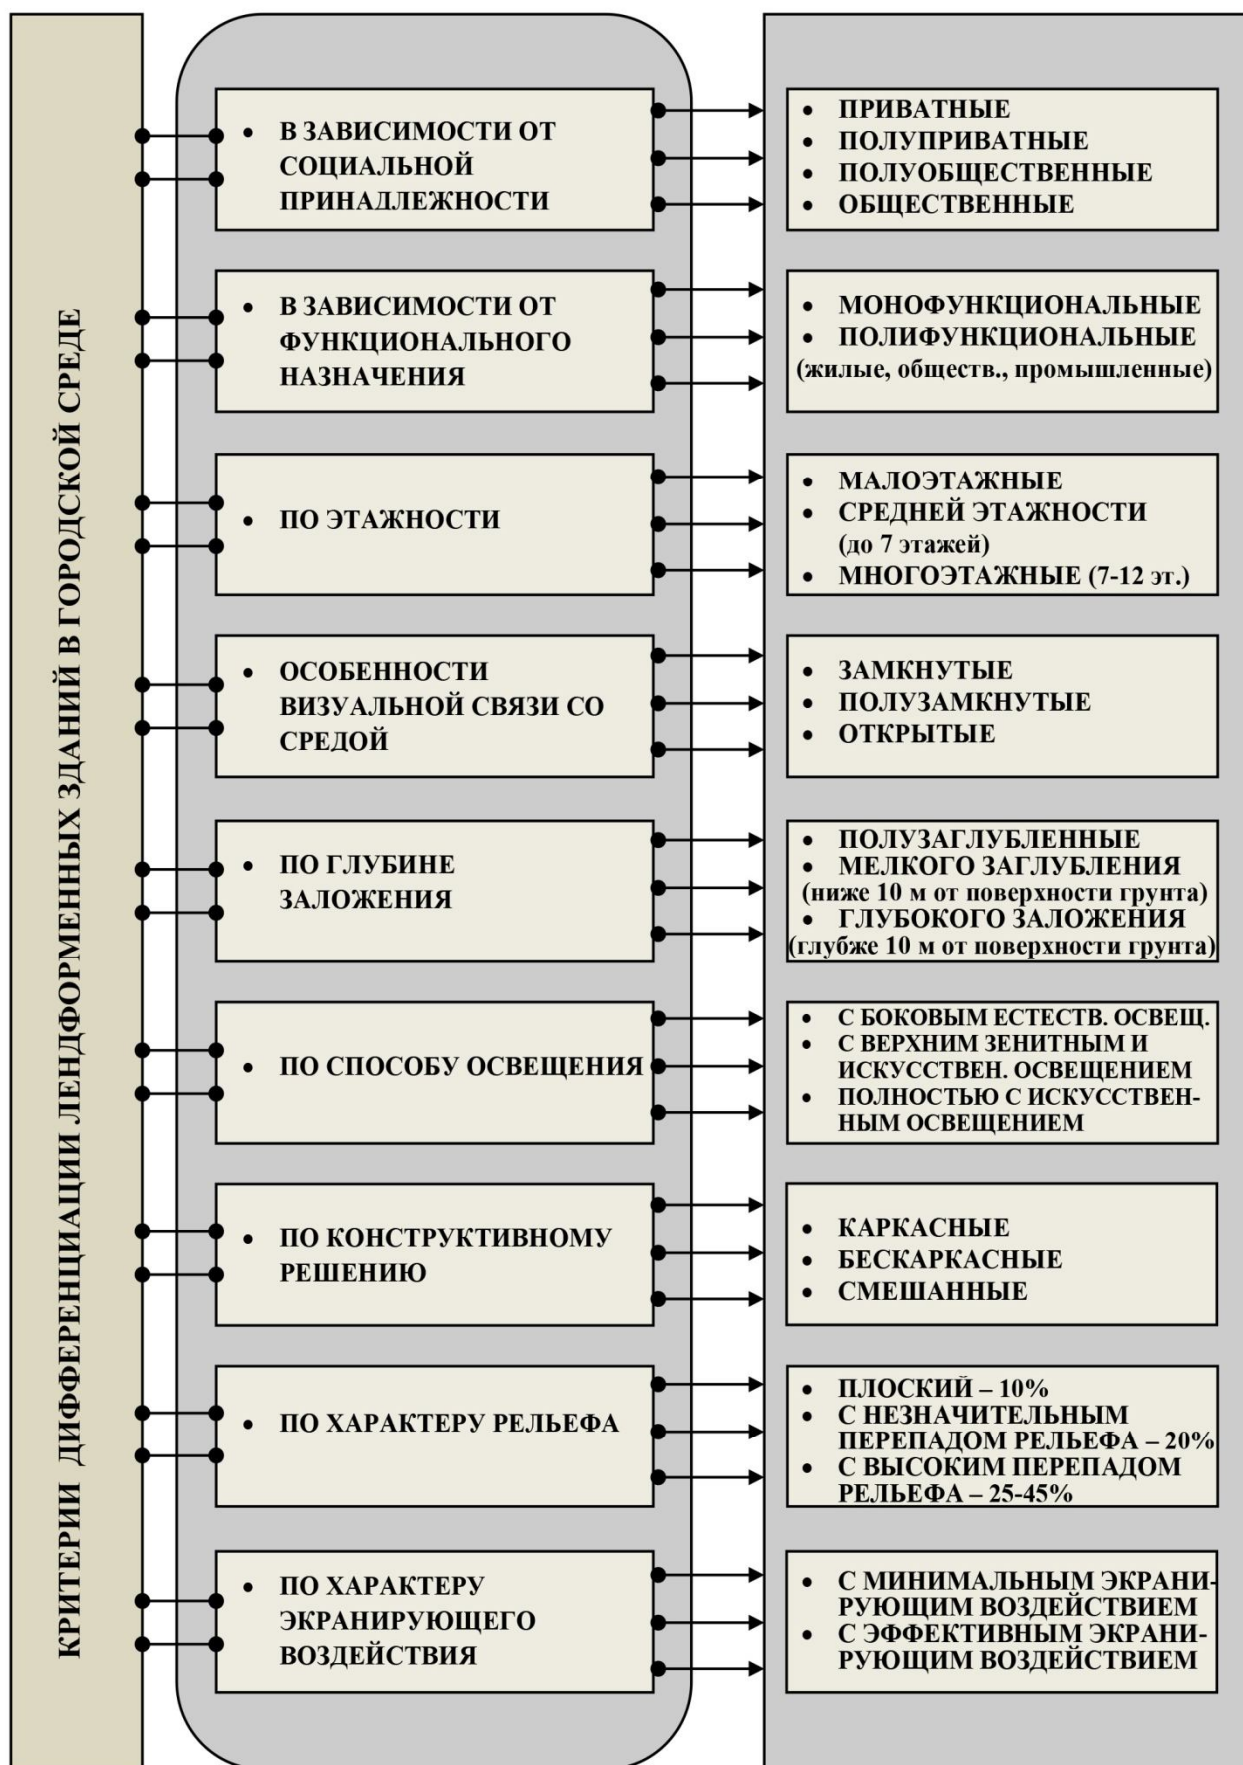 КРИТЕРИИ ДИФФЕРЕНЦИАЦИИ ЛЕНДФОРМЕННЫХ ЗДАНИЙ В ГОРОДСКОЙ СРЕДЕ
• В ЗАВИСИМОСТИ ОТ
СОЦИАЛЬНОЙ
ПРИНАДЛЕЖНОСТИ
• ПРИВАТНЫЕ
• ПОЛУПРИВАТНЫЕ
• ПОЛУОБЩЕСТВЕННЫЕ
• ОБЩЕСТВЕННЫЕ
• В ЗАВИСИМОСТИ ОТ
ФУНКЦИОНАЛЬНОГО
НАЗНАЧЕНИЯ
• МОНОФУНКЦИОНАЛЬНЫЕ
• ПОЛИФУНКЦИОНАЛЬНЫЕ
(жилые, обществ., промышленные)
• ПО ЭТАЖНОСТИ
• МАЛОЭТАЖНЫЕ
• СРЕДНЕЙ ЭТАЖНОСТИ
(до 7 этажей)
• МНОГОЭТАЖНЫЕ (7-12 эт.)
• ОСОБЕННОСТИ
ВИЗУАЛЬНОЙ СВЯЗИ СО
СРЕДОЙ
• ЗАМКНУТЫЕ
• ПОЛУЗАМКНУТЫЕ
• ОТКРЫТЫЕ
• ПО ГЛУБИНЕ
ЗАЛОЖЕНИЯ
• ПОЛУЗАГЛУБЛЕННЫЕ
• МЕЛКОГО ЗАГЛУБЛЕНИЯ
(ниже 10 м от поверхности грунта)
• ГЛУБОКОГО ЗАЛОЖЕНИЯ
(глубже 10 м от поверхности грунта)
• ПО СПОСОБУ ОСВЕЩЕНИЯ
• С БОКОВЫМ ЕСТЕСТВ. ОСВЕЩ.
• С ВЕРХНИМ ЗЕНИТНЫМ И
ИСКУССТВЕН. ОСВЕЩЕНИЕМ
• ПОЛНОСТЬЮ С ИСКУССТВЕН-
НЫМ ОСВЕЩЕНИЕМ
• ПО КОНСТРУКТИВНОМУ
РЕШЕНИЮ
• КАРКАСНЫЕ
• БЕСКАРКАСНЫЕ
• СМЕШАННЫЕ
• ПО ХАРАКТЕРУ РЕЛЬЕФА
• ПЛОСКИЙ – 10%
• С НЕЗНАЧИТЕЛЬНЫМ
ПЕРЕПАДОМ РЕЛЬЕФА – 20%
• С ВЫСОКИМ ПЕРЕПАДОМ
РЕЛЬЕФА – 25-45%
• ПО ХАРАКТЕРУ
ЭКРАНИРУЮЩЕГО
ВОЗДЕЙСТВИЯ
• С МИНИМАЛЬНЫМ ЭКРАНИ-
РУЮЩИМ ВОЗДЕЙСТВИЕМ
• С ЭФФЕКТИВНЫМ ЭКРАНИ-
РУЮЩИМ ВОЗДЕЙСТВИЕМ